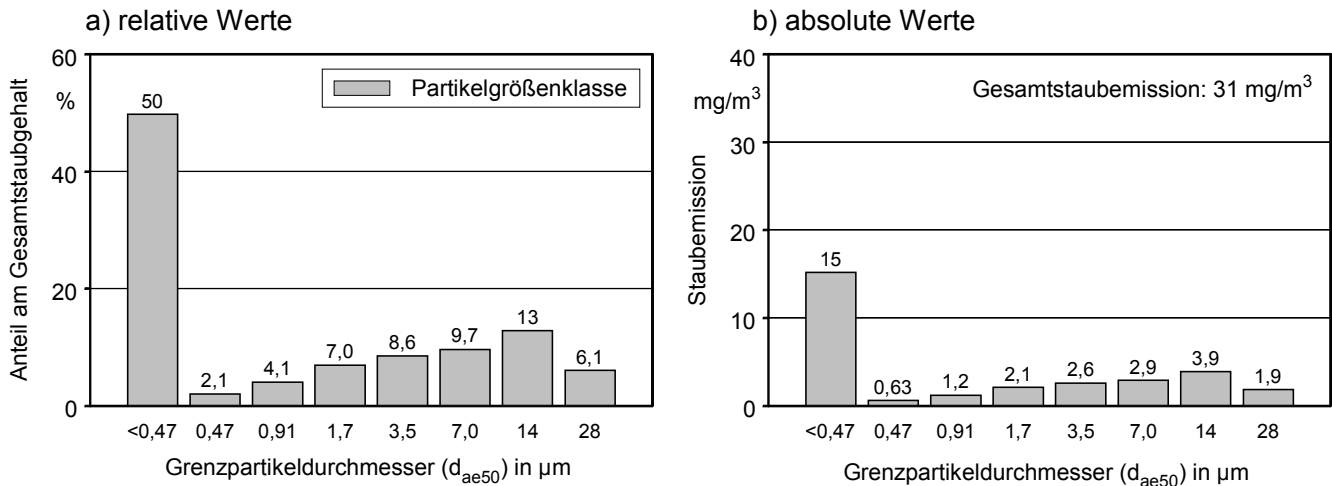 a) relative Werte
60
%
40
20
0
Anteil am Gesamtstaubgehalt
Partikelgrößenklasse
50
2,1
4,1
7,0
8,6
9,7
13
6,1
<0,47 0,47 0,91 1,7 3,5 7,0 14 28
Grenzpartikeldurchmesser (dae50) in µm
b) absolute Werte
40
mg/m³
30
20
10
0
Staubemission
Gesamtstaubemission: 31 mg/m³
15
0,63
1,2
2,1
2,6
2,9
3,9
1,9
<0,47 0,47 0,91 1,7 3,5 7,0 14 28
Grenzpartikeldurchmesser (dae50) in µm